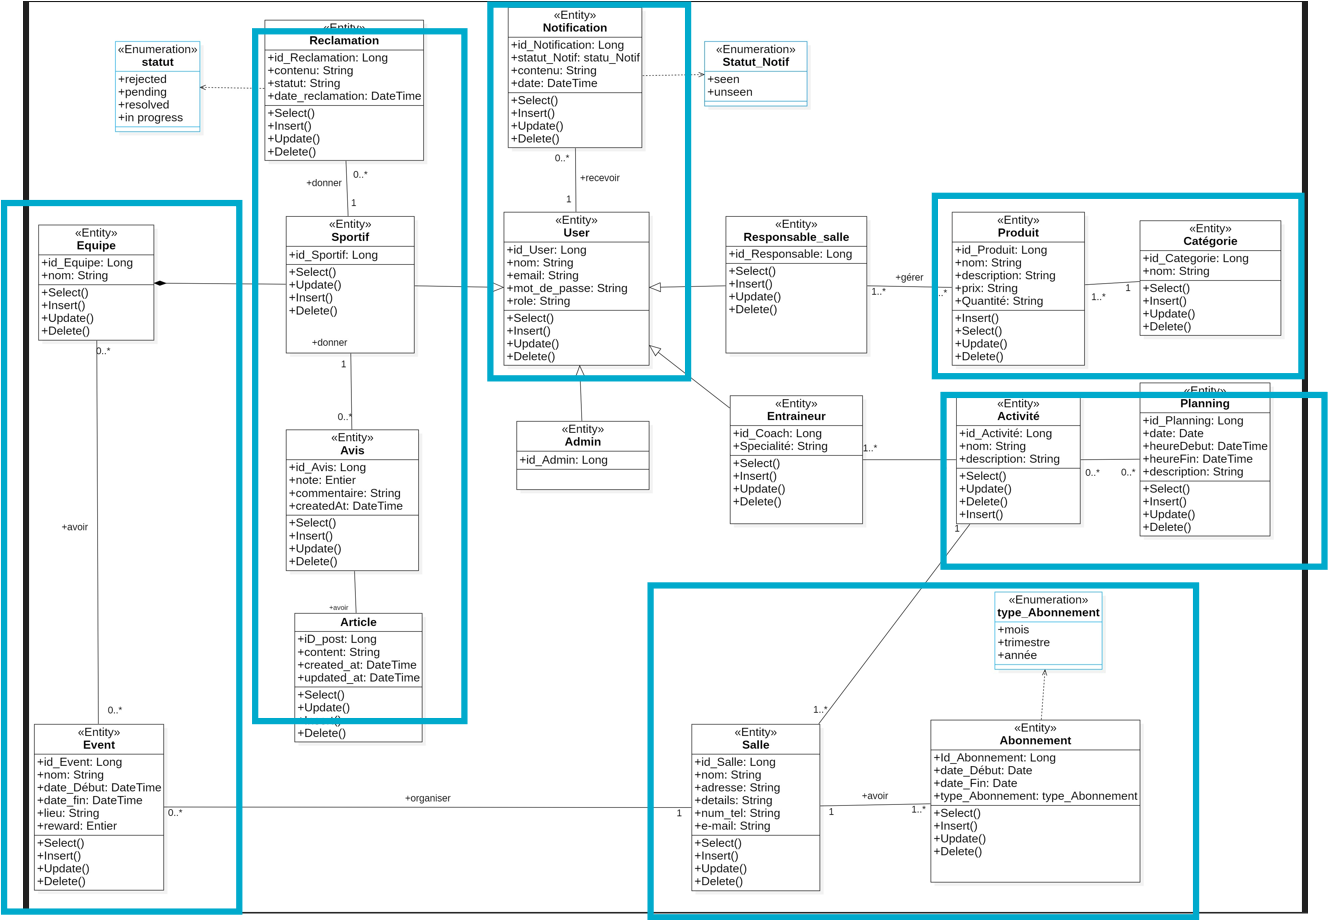 «Enumeration»
statut
+rejected
+pending
+resolved
+in progress
«Entity»
Reclamation
+id_Reclamation: Long
+contenu: String
+statut: String
+date_reclamation: DateTime
+Select()
+Insert()
+Update()
+Delete()
«Entity»
Notification
+id_Notification: Long
+statut_Notif: statu_Notif
+contenu: String
+date: DateTime
+Select()
+Insert()
+Update()
+Delete()
«Enumeration»
Statut_Notif
+seen
+unseen
+donner
0..*
1
0..*
+recevoir
1
«Entity»
Equipe
+id_Equipe: Long
+nom: String
+Select()
+Insert()
+Update()
+Delete()
0..*
«Entity»
Sportif
+id_Sportif: Long
+Select()
+Update()
+Insert()
+Delete()
+donner
1
0..*
«Entity»
User
+id_User: Long
+nom: String
+email: String
+mot_de_passe: String
+role: String
+Select()
+Insert()
+Update()
+Delete()
«Entity»
Responsable_salle
+id_Responsable: Long
+Select()
+Insert()
+Update()
+Delete()
+gérer
1..*
..*
«Entity»
Produit
+id_Produit: Long
+nom: String
+description: String
+prix: String
+Quantité: String
+Insert()
+Select()
+Update()
+Delete()
1..*
1
«Entity»
Catégorie
+id_Categorie: Long
+nom: String
+Select()
+Insert()
+Update()
+Delete()
«Entity»
Admin
+id_Admin: Long
«Entity»
Entraineur
+id_Coach: Long
+Specialité: String
+Select()
+Insert()
+Update()
+Delete()
1..*
«Entity»
Activité
+id_Activité: Long
+nom: String
+description: String
+Select()
+Update()
+Delete()
+Insert()
1
0..*
0..*
«Entity»
Planning
+id_Planning: Long
+date: Date
+heureDebut: DateTime
+heureFin: DateTime
+description: String
+Select()
+Insert()
+Update()
+Delete()
«Entity»
Avis
+id_Avis: Long
+note: Entier
+commentaire: String
+createdAt: DateTime
+Select()
+Insert()
+Update()
+Delete()
+avoir
+avoir
Article
+iD_post: Long
+content: String
+created_at: DateTime
+updated_at: DateTime
+Select()
+Update()
+Insert()
+Delete()
0..*
«Entity»
Event
+id_Event: Long
+nom: String
+date_Début: DateTime
+date_fin: DateTime
+lieu: String
+reward: Entier
+Select()
+Insert()
+Update()
+Delete()
0..*
+organiser
1
1..*
«Entity»
Salle
+id_Salle: Long
+nom: String
+adresse: String
+details: String
+num_tel: String
+e-mail: String
+Select()
+Insert()
+Update()
+Delete()
+avoir
1
1..*
«Enumeration»
type_Abonnement
+mois
+trimestre
+année
«Entity»
Abonnement
+Id_Abonnement: Long
+date_Début: Date
+date_Fin: Date
+type_Abonnement: type_Abonnement
+Select()
+Insert()
+Update()
+Delete()